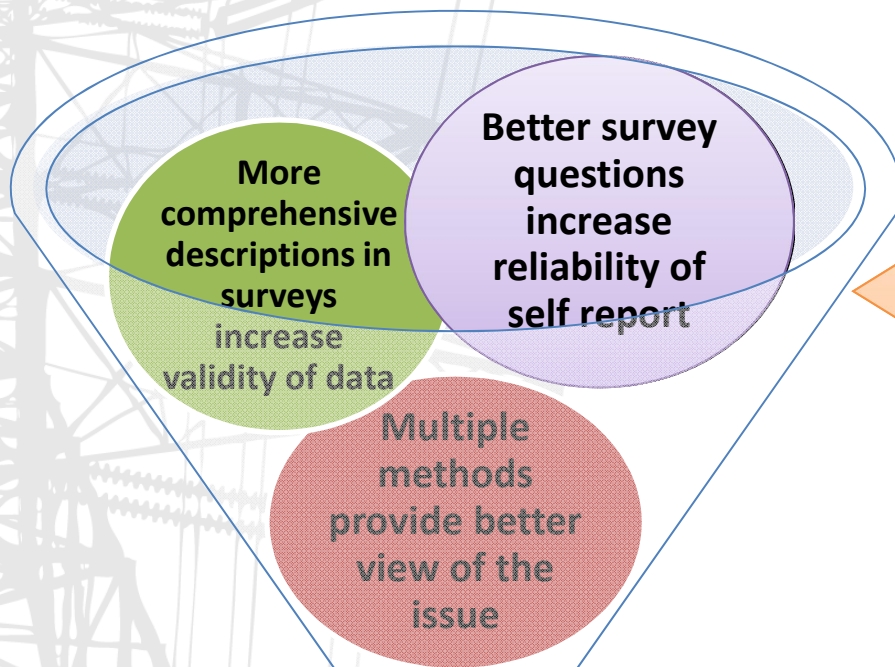 More
comprehensive
descriptions in
surveys
increase
validity of data
Better survey
questions
increase
reliability of
self report
Multiple
methods
provide better
view of the
issue